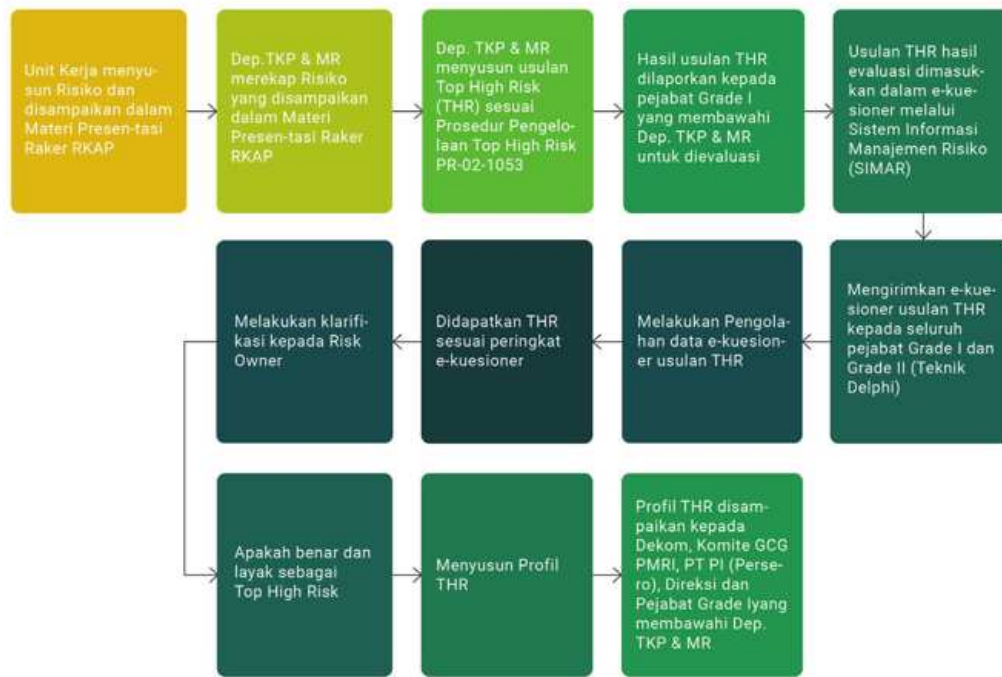 Unit Kerja menyu-
sun Risiko dan
disampaikan dalam
Materi Presen-tasi
Raker RKAP
Dep.TKP & MR
merekap Risiko
yang disampaikan
dalam Materi
Presen-tasi Raker
RKAP
Dep. TKP & MR
menyusun usulan
Top High Risk
(THR) sesuai
Prosedur Pengelo-
laan Top High Risk
PR-02-1053
Hasil usulan THR
dilaporkan kepada
pejabat Grade I
yang membawahi
Dep. TKP & MR
untuk dievaluasi
Usulan THR hasil
evaluasi dimasuk-
kan dalam e-kue-
sioner melalui
Sistem Informasi
Manajemen Risiko
(SIMAR)
Mengirimkan e-kue-
sioner usulan THR
kepada seluruh
pejabat Grade I dan
Grade II (Teknik
Delphi)
Melakukan Pengola-
han data e-kuesion-
er usulan THR
Didapatkan THR
sesuai peringkat
e-kuesioner
Melakukan klarifi-
kasi kepada Risk
Owner
Apakah benar dan
layak sebagai
Top High Risk
Menyusun Profil
THR
Profil THR disam-
paikan kepada
Dekom, Komite GCG
PMRI, PT PI (Perse-
ro), Direksi dan
Pejabat Grade Iyang
membawahi Dep.
TKP & MR